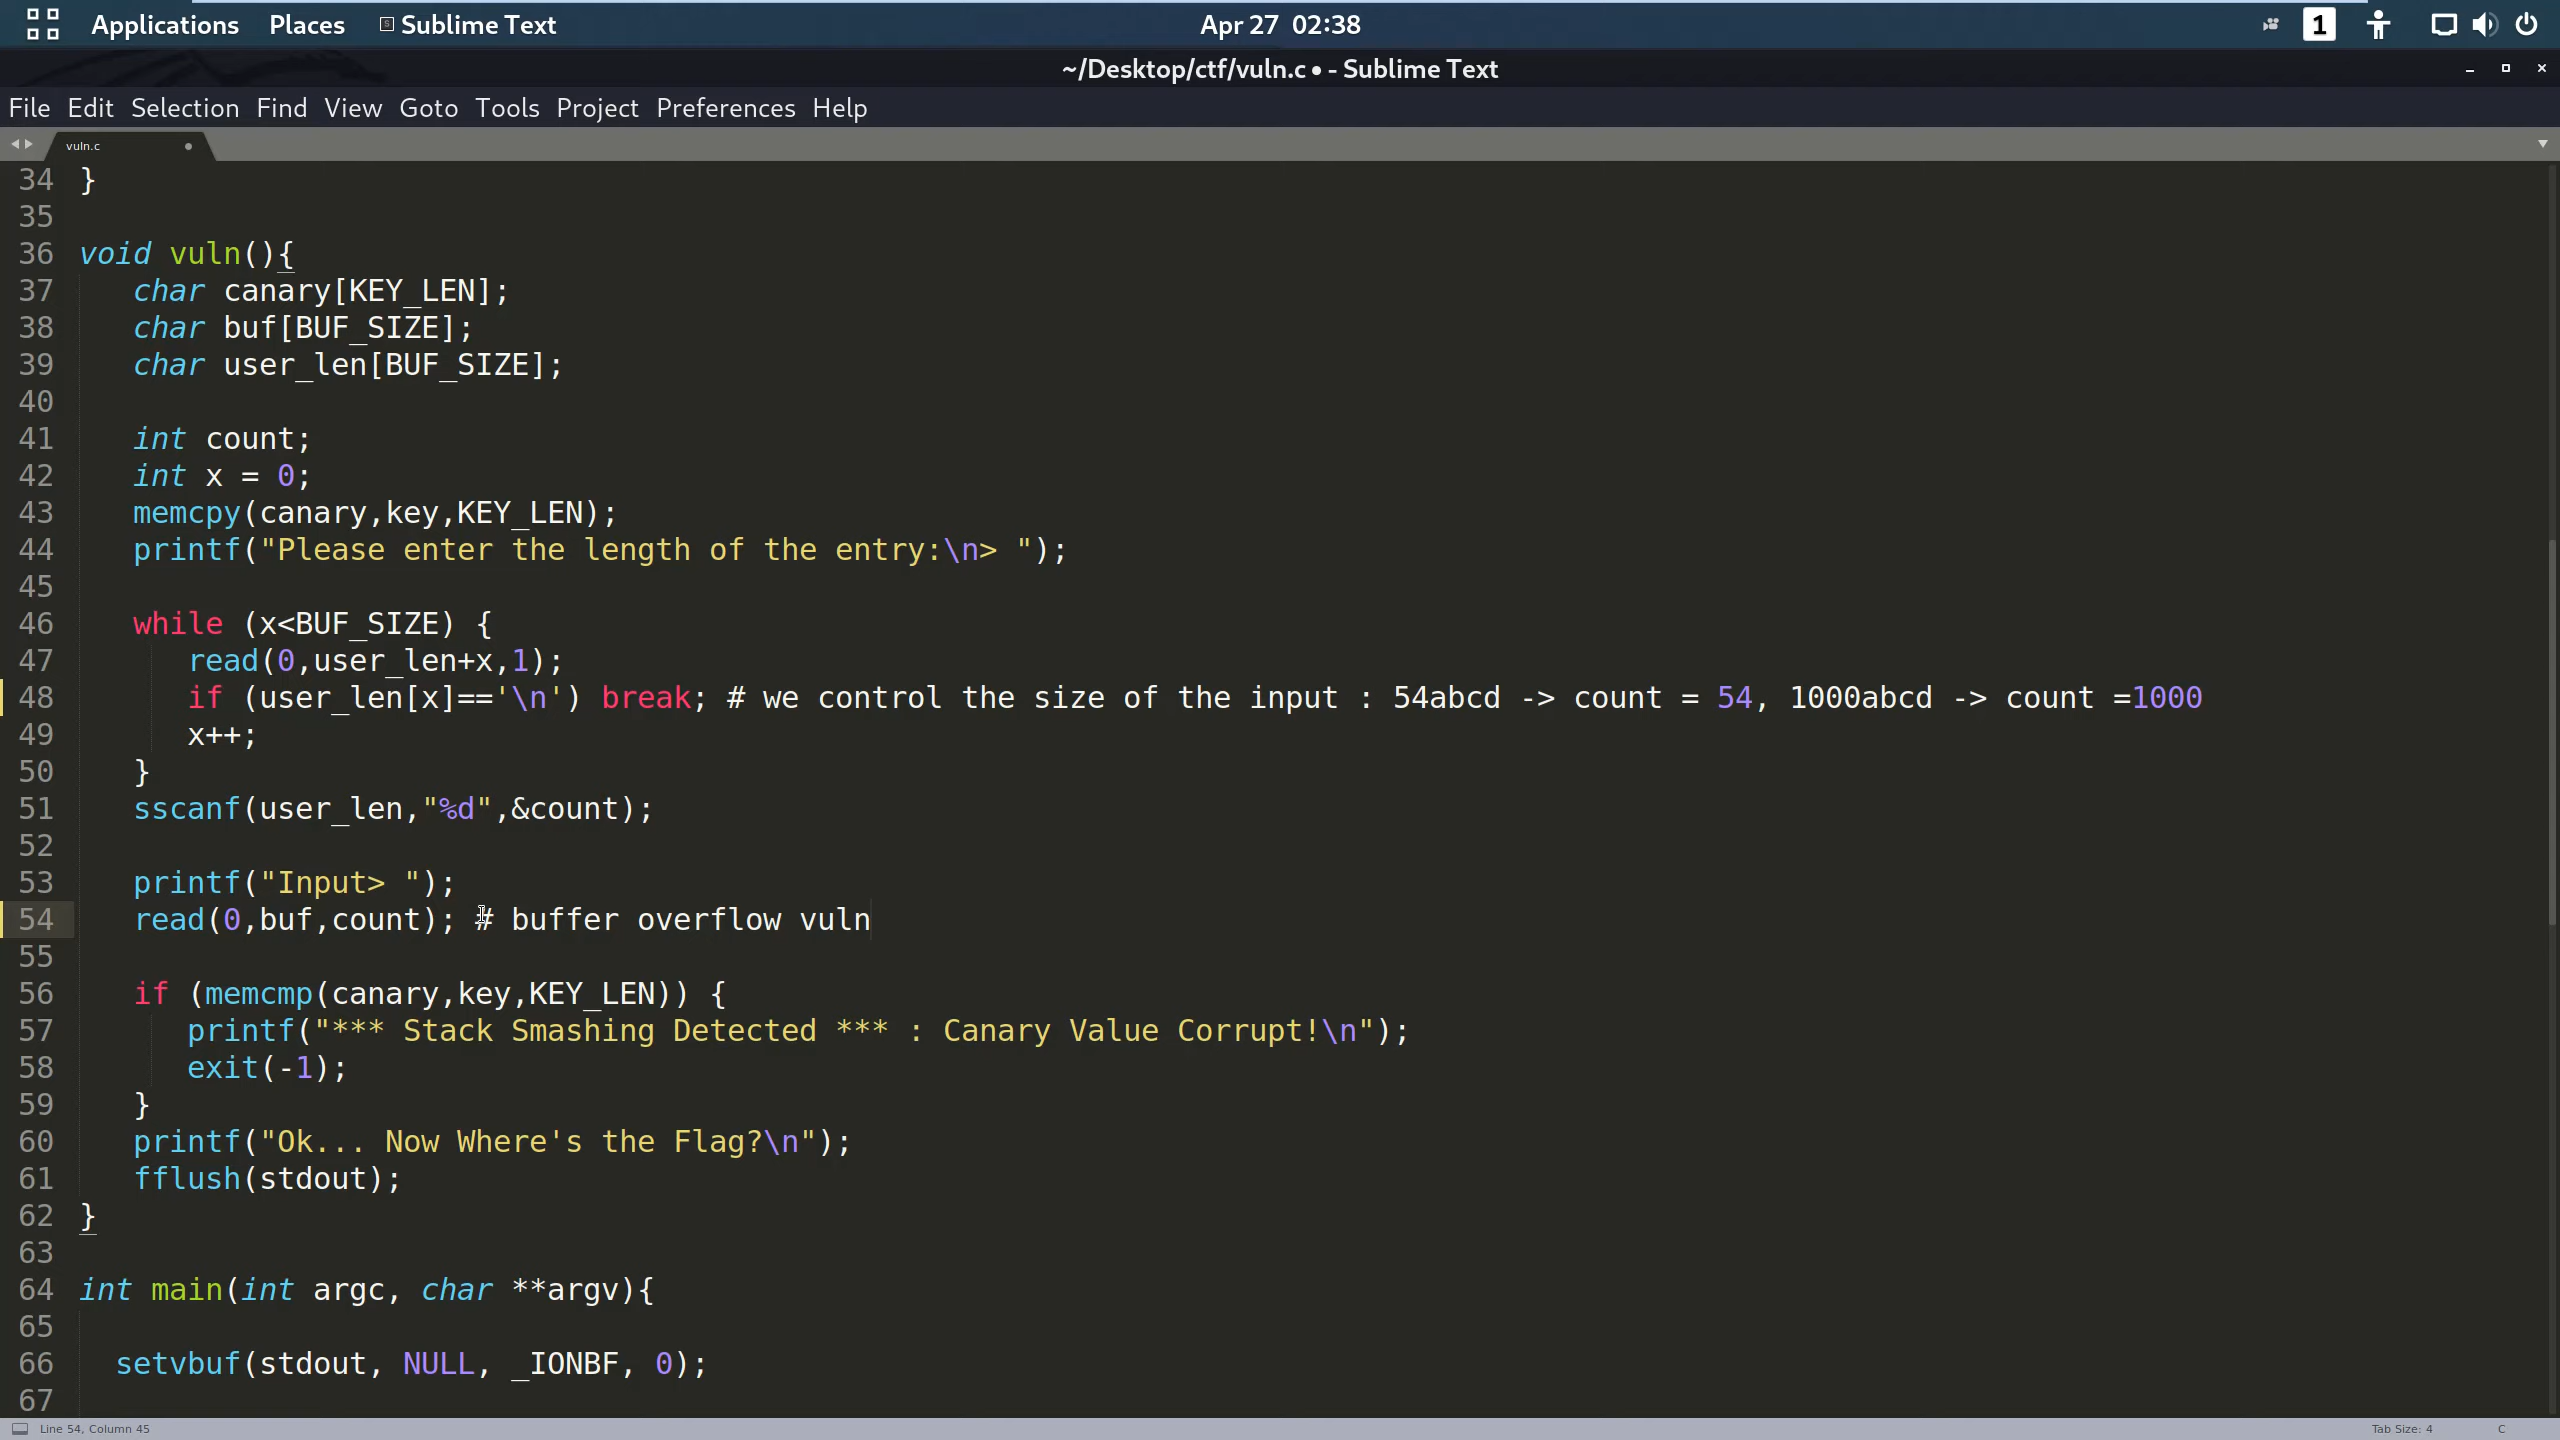 Applications Places Sublime Text Apr 27 02:38 1
~/Desktop/ctf/vuln.c • - Sublime Text
File Edit Selection Find View Goto Tools Project Preferences Help
vuln.c
34 }
35
36 void vuln(){
37 char canary[KEY_LEN];
38 char buf[BUF_SIZE];
39 char user_len[BUF_SIZE];
40
41 int count;
42 int x = 0;
43 memcpy(canary,key,KEY_LEN);
44 printf("Please enter the length of the entry:\n> ");
45
46 while (x<BUF_SIZE) {
47 read(0,user_len+x,1);
48 if (user_len[x]=='\n') break; # we control the size of the input : 54abcd -> count = 54, 1000abcd -> count =1000
49 x++;
50 }
51 sscanf(user_len,"%d",&count);
52
53 printf("Input> ");
54 read(0,buf,count); # buffer overflow vuln
55
56 if (memcmp(canary,key,KEY_LEN)) {
57 printf("*** Stack Smashing Detected *** : Canary Value Corrupt!\n");
58 exit(-1);
59 }
60 printf("Ok... Now Where's the Flag?\n");
61 fflush(stdout);
62 }
63
64 int main(int argc, char **argv){
65
66 setvbuf(stdout, NULL, _IONBF, 0);
67
Line 54, Column 45 Tab Size: 4 C